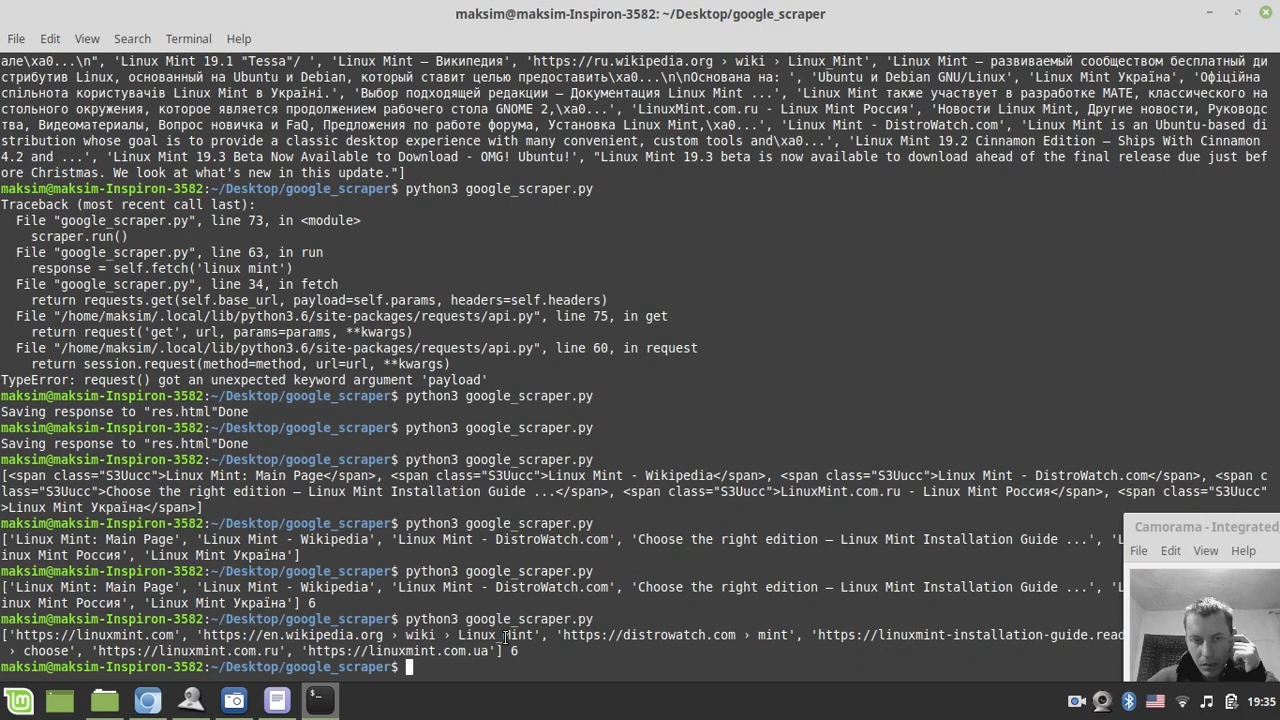 maksim@maksim-Inspiron-3582: ~/Desktop/google_scraper
File Edit View Search Terminal Help
але\xa0...\n", 'Linux Mint 19.1 "Tessa"/ ', 'Linux Mint — Википедия', 'https://ru.wikipedia.org › wiki › Linux_Mint', 'Linux Mint — развиваемый сообществом бесплатный ди
стрибутив Linux, основанный на Ubuntu и Debian, который ставит целью предоставить\xa0...\n\nОснована на: ', 'Ubuntu и Debian GNU/Linux', 'Linux Mint Україна', 'Офіційна
спільнота користувачів Linux Mint в Україні.', 'Выбор подходящей редакции — Документация Linux Mint ...', 'Linux Mint также участвует в разработке MATE, классического на
стольного окружения, которое является продолжением рабочего стола GNOME 2,\xa0...', 'LinuxMint.com.ru - Linux Mint Россия', 'Новости Linux Mint, Другие новости, Руководс
тва, Видеоматериалы, Вопрос новичка и FaQ, Предложения по работе форума, Установка Linux Mint,\xa0...', 'Linux Mint - DistroWatch.com', 'Linux Mint is an Ubuntu-based di
stribution whose goal is to provide a classic desktop experience with many convenient, custom tools and\xa0...', 'Linux Mint 19.2 Cinnamon Edition – Ships With Cinnamon
4.2 and ...', 'Linux Mint 19.3 Beta Now Available to Download - OMG! Ubuntu!', "Linux Mint 19.3 beta is now available to download ahead of the final release due just bef
ore Christmas. We look at what's new in this update."]
maksim@maksim-Inspiron-3582:~/Desktop/google_scraper$ python3 google_scraper.py
Traceback (most recent call last):
File "google_scraper.py", line 73, in <module>
scraper.run()
File "google_scraper.py", line 63, in run
response = self.fetch('linux mint')
File "google_scraper.py", line 34, in fetch
return requests.get(self.base_url, payload=self.params, headers=self.headers)
File "/home/maksim/.local/lib/python3.6/site-packages/requests/api.py", line 75, in get
return request('get', url, params=params, **kwargs)
File "/home/maksim/.local/lib/python3.6/site-packages/requests/api.py", line 60, in request
return session.request(method=method, url=url, **kwargs)
TypeError: request() got an unexpected keyword argument 'payload'
maksim@maksim-Inspiron-3582:~/Desktop/google_scraper$ python3 google_scraper.py
Saving response to "res.html"Done
maksim@maksim-Inspiron-3582:~/Desktop/google_scraper$ python3 google_scraper.py
Saving response to "res.html"Done
maksim@maksim-Inspiron-3582:~/Desktop/google_scraper$ python3 google_scraper.py
[<span class="S3Uucc">Linux Mint: Main Page</span>, <span class="S3Uucc">Linux Mint - Wikipedia</span>, <span class="S3Uucc">Linux Mint - DistroWatch.com</span>, <span c
lass="S3Uucc">Choose the right edition — Linux Mint Installation Guide ...</span>, <span class="S3Uucc">LinuxMint.com.ru - Linux Mint Россия</span>, <span class="S3Uucc"
>Linux Mint Україна</span>]
maksim@maksim-Inspiron-3582:~/Desktop/google_scraper$ python3 google_scraper.py
['Linux Mint: Main Page', 'Linux Mint - Wikipedia', 'Linux Mint - DistroWatch.com', 'Choose the right edition — Linux Mint Installation Guide ...', 'L
inux Mint Россия', 'Linux Mint Україна']
maksim@maksim-Inspiron-3582:~/Desktop/google_scraper$ python3 google_scraper.py
['Linux Mint: Main Page', 'Linux Mint - Wikipedia', 'Linux Mint - DistroWatch.com', 'Choose the right edition — Linux Mint Installation Guide ...', 'L
inux Mint Россия', 'Linux Mint Україна'] 6
maksim@maksim-Inspiron-3582:~/Desktop/google_scraper$ python3 google_scraper.py
['https://linuxmint.com', 'https://en.wikipedia.org › wiki › Linux_mint', 'https://distrowatch.com › mint', 'https://linuxmint-installation-guide.read
› choose', 'https://linuxmint.com.ru', 'https://linuxmint.com.ua'] 6
maksim@maksim-Inspiron-3582:~/Desktop/google_scraper$
Camorama - Integrated
File Edit View Help
19:35